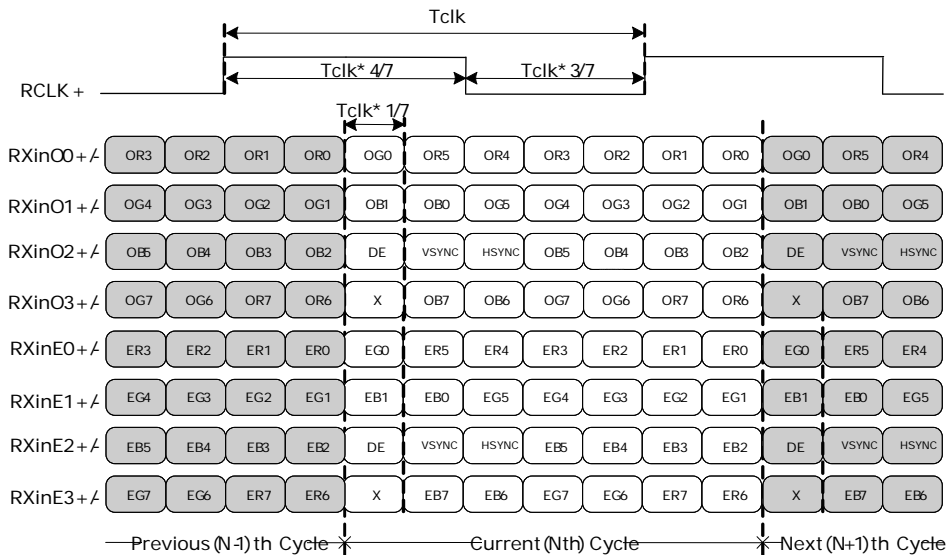 Tclk
Tclk* 4/7 Tclk* 3/7
RCLK +
Tclk* 1/7
RXinO0+/- OR3 OR2 OR1 OR0 OG0 OR5 OR4 OR3 OR2 OR1 OR0 OG0 OR5 OR4
RXinO1+/- OG4 OG3 OG2 OG1 OB1 OB0 OG5 OG4 OG3 OG2 OG1 OB1 OB0 OG5
RXinO2+/- OB5 OB4 OB3 OB2 DE VSYNC HSYNC OB5 OB4 OB3 OB2 DE VSYNC HSYNC
RXinO3+/- OG7 OG6 OR7 OR6 X OB7 OB6 OG7 OG6 OR7 OR6 X OB7 OB6
RXinE0+/- ER3 ER2 ER1 ER0 EG0 ER5 ER4 ER3 ER2 ER1 ER0 EG0 ER5 ER4
RXinE1+/- EG4 EG3 EG2 EG1 EB1 EB0 EG5 EG4 EG3 EG2 EG1 EB1 EB0 EG5
RXinE2+/- EB5 EB4 EB3 EB2 DE VSYNC HSYNC EB5 EB4 EB3 EB2 DE VSYNC HSYNC
RXinE3+/- EG7 EG6 ER7 ER6 X EB7 EB6 EG7 EG6 ER7 ER6 X EB7 EB6
Previous (N-1)th Cycle Current (Nth) Cycle Next (N+1)th Cycle